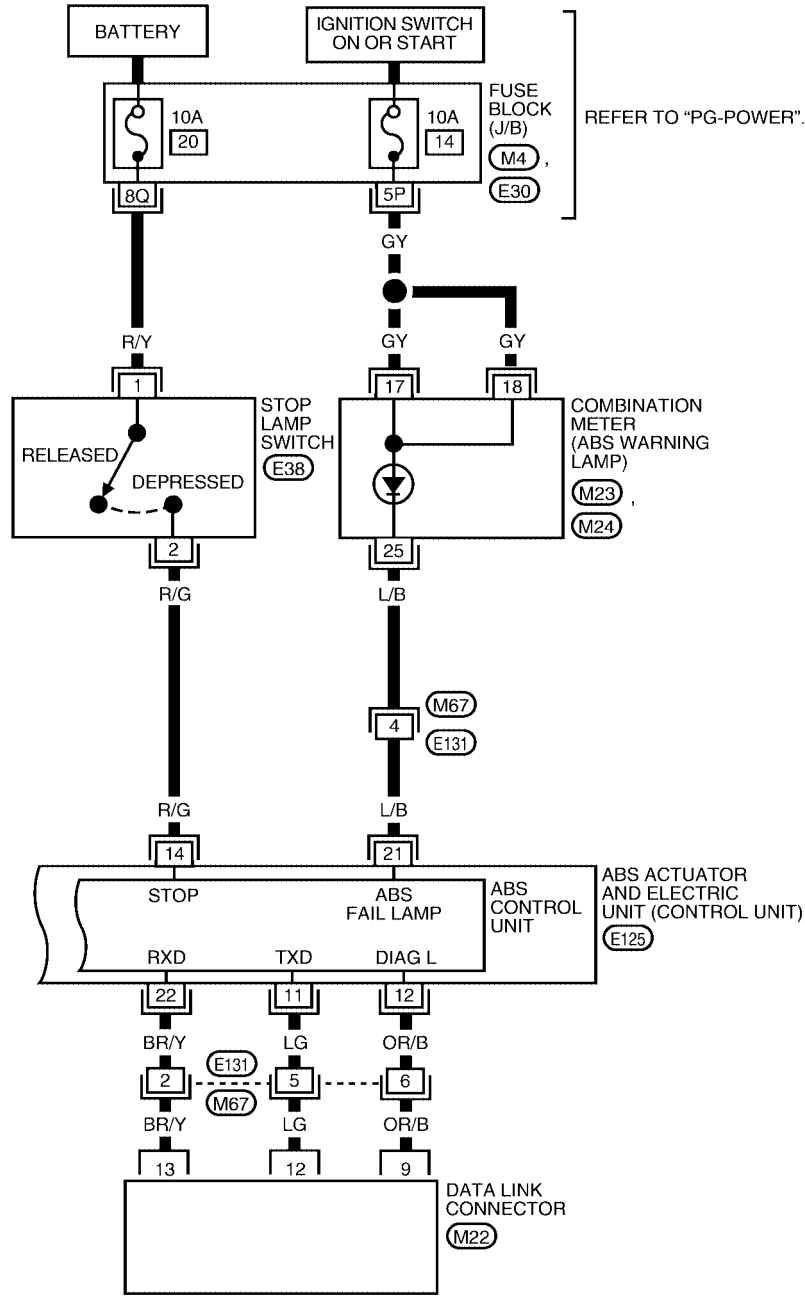 BATTERY
IGNITION SWITCH
ON OR START
10A
20
10A
14
FUSE
BLOCK
(J/B)
M4 ,
E30
REFER TO "PG-POWER".
8Q
5P
GY
R/Y
GY
GY
1
17
18
RELEASED
DEPRESSED
STOP
LAMP
SWITCH
E38
COMBINATION
METER
(ABS WARNING
LAMP)
M23 ,
M24
2
25
R/G
L/B
4
M67
E131
R/G
L/B
14
21
STOP
ABS
FAIL LAMP
ABS
CONTROL
UNIT
ABS ACTUATOR
AND ELECTRIC
UNIT (CONTROL UNIT)
E125
RXD
TXD
DIAG L
22
11
12
BR/Y
LG
OR/B
E131
2
5
6
M67
BR/Y
LG
OR/B
13
12
9
DATA LINK
CONNECTOR
M22